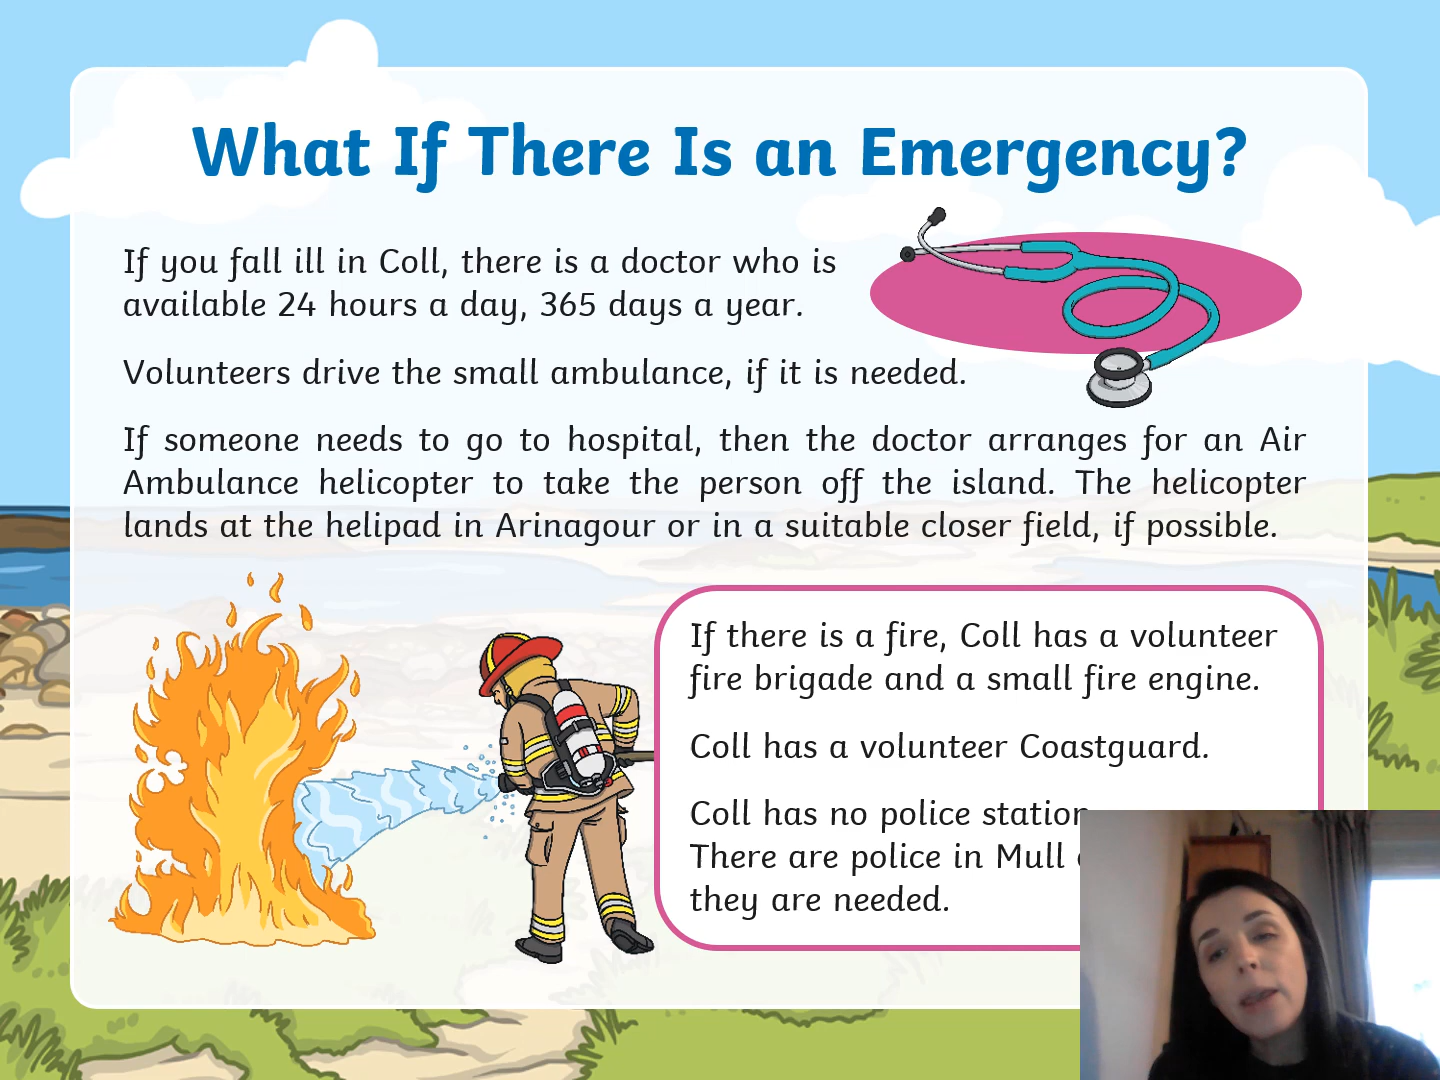 What If There Is an Emergency?
If you fall ill in Coll, there is a doctor who is
available 24 hours a day, 365 days a year.
Volunteers drive the small ambulance, if it is needed.
If someone needs to go to hospital, then the doctor arranges for an Air
Ambulance helicopter to take the person off the island. The helicopter
lands at the helipad in Arinagour or in a suitable closer field, if possible.
If there is a fire, Coll has a volunteer
fire brigade and a small fire engine.
Coll has a volunteer Coastguard.
Coll has no police station
There are police in Mull
they are needed.